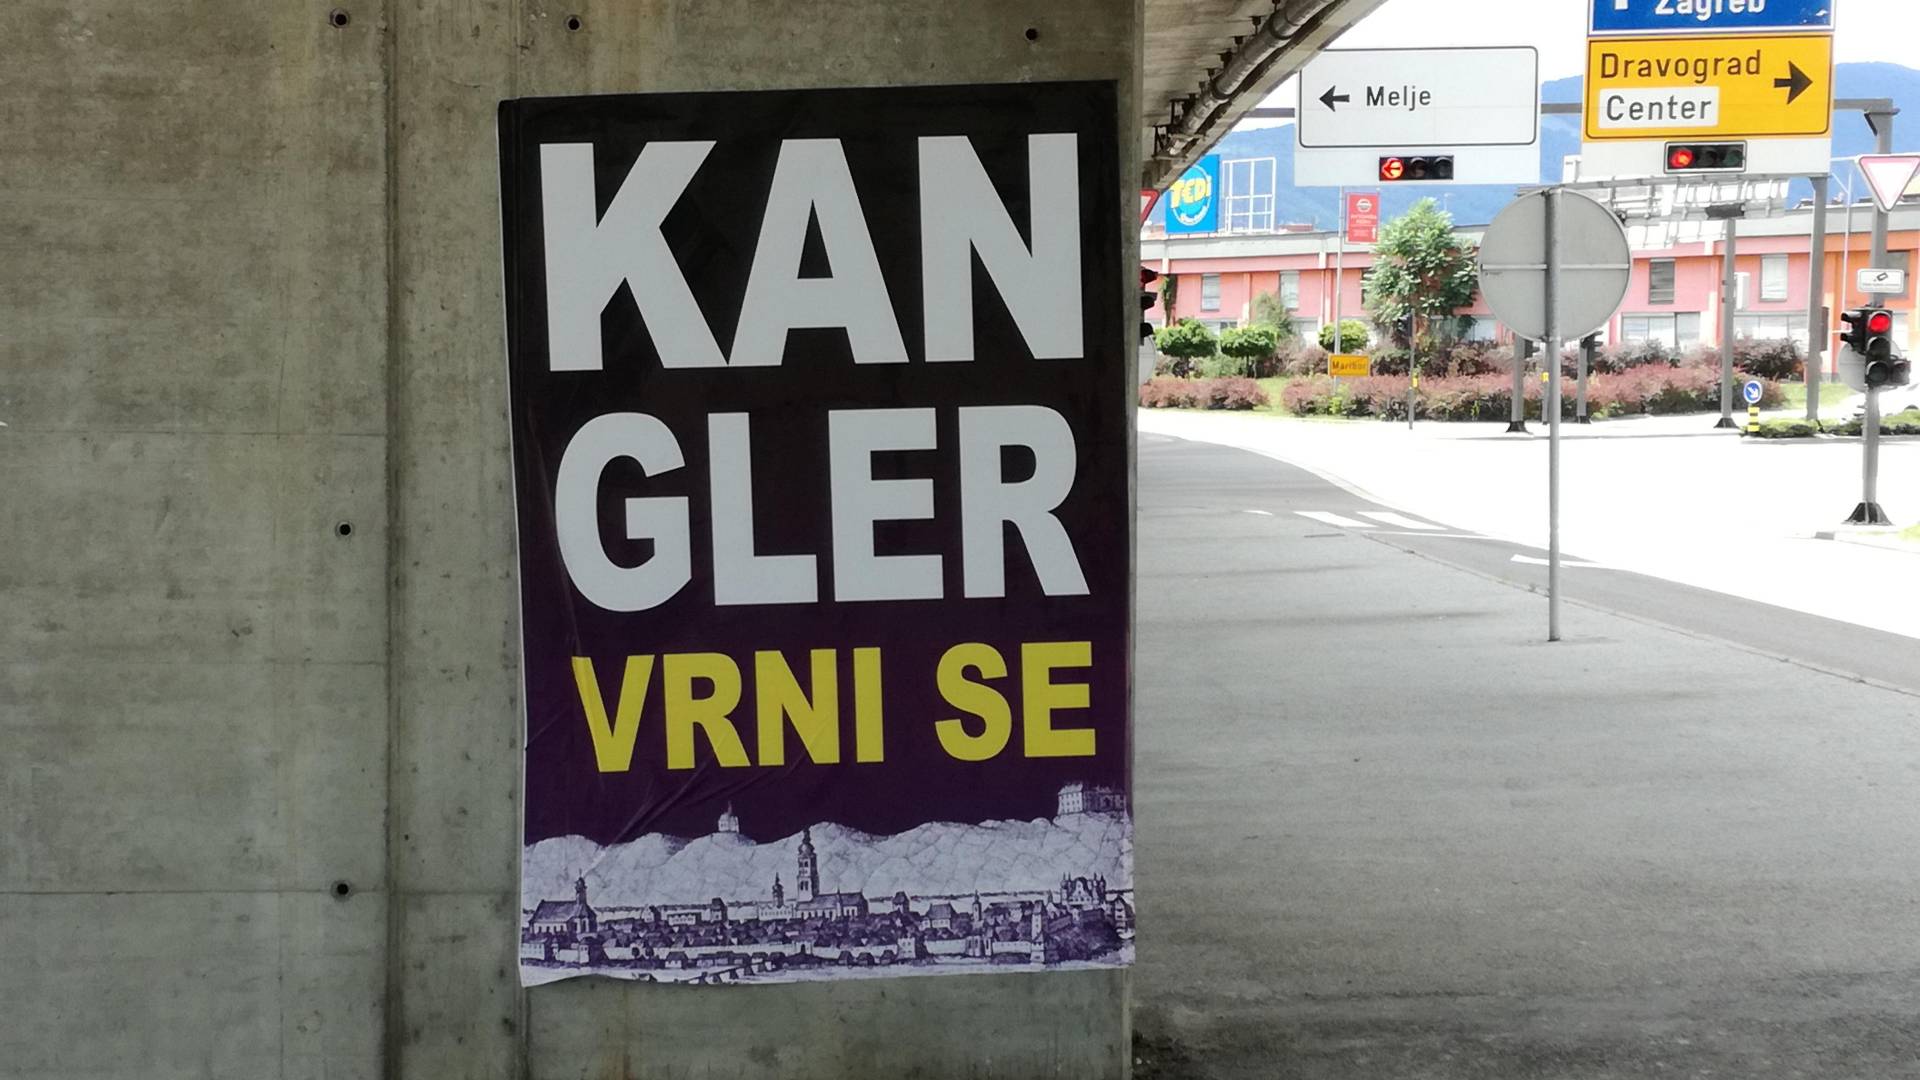 KAN
GLER
VRNI SE
Zagreb
Melje
Dravograd
Center
TEDi
Maribor